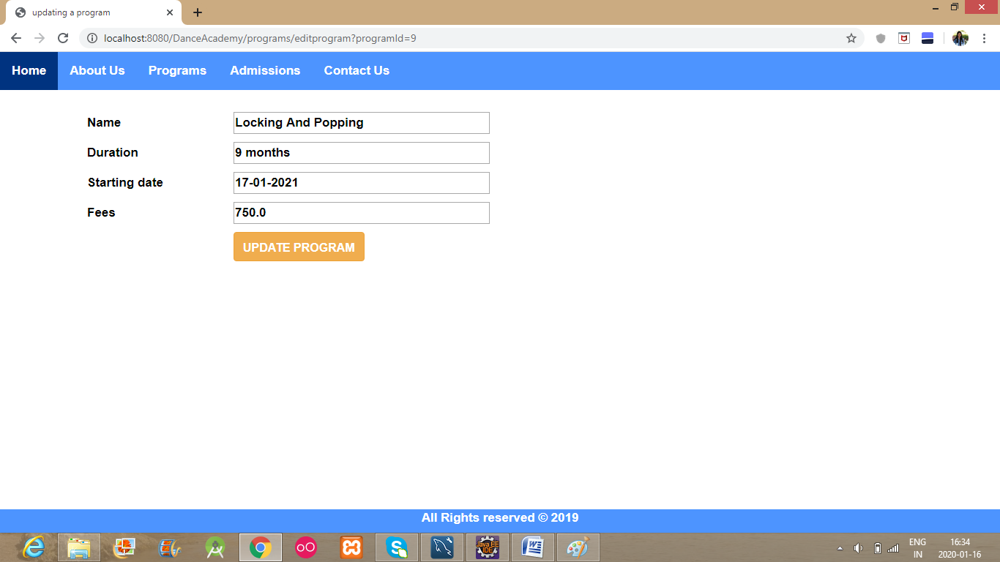 updating a program
localhost:8080/DanceAcademy/programs/editprogram?programId=9
Home About Us Programs Admissions Contact Us
Name Locking And Popping
Duration 9 months
Starting date 17-01-2021
Fees 750.0
UPDATE PROGRAM
All Rights reserved © 2019
Java EE
IDE
ENG 16:34
IN 2020-01-16